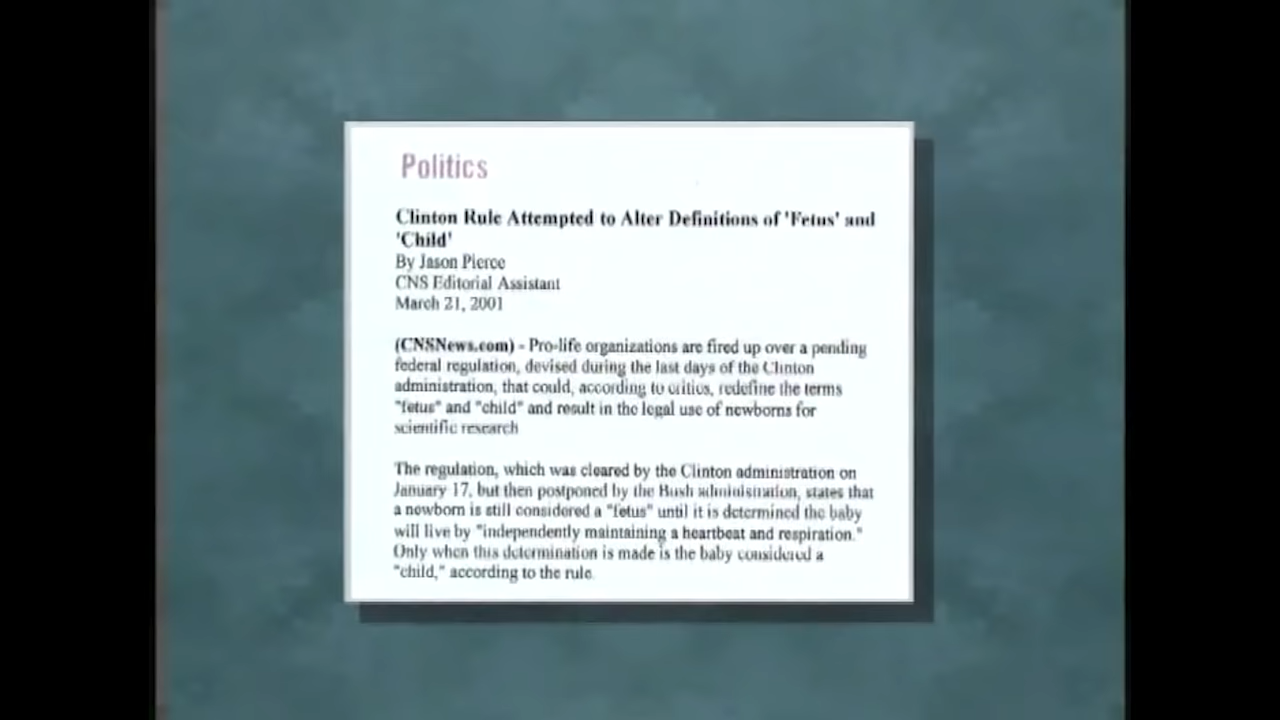 Politics
Clinton Rule Attempted to Alter Definitions of 'Fetus' and
'Child'
By Jason Pierce
CNS Editorial Assistant
March 21, 2001
(CNSNews.com) - Pro-life organizations are fired up over a pending
federal regulation, devised during the last days of the Clinton
administration, that could, according to critics, redefine the terms
"fetus" and "child" and result in the legal use of newborns for
scientific research
The regulation, which was cleared by the Clinton administration on
January 17, but then postponed by the Bush administration, states that
a newborn is still considered a "fetus" until it is determined the baby
will live by "independently maintaining a heartbeat and respiration."
Only when this determination is made is the baby considered a
"child," according to the rule.